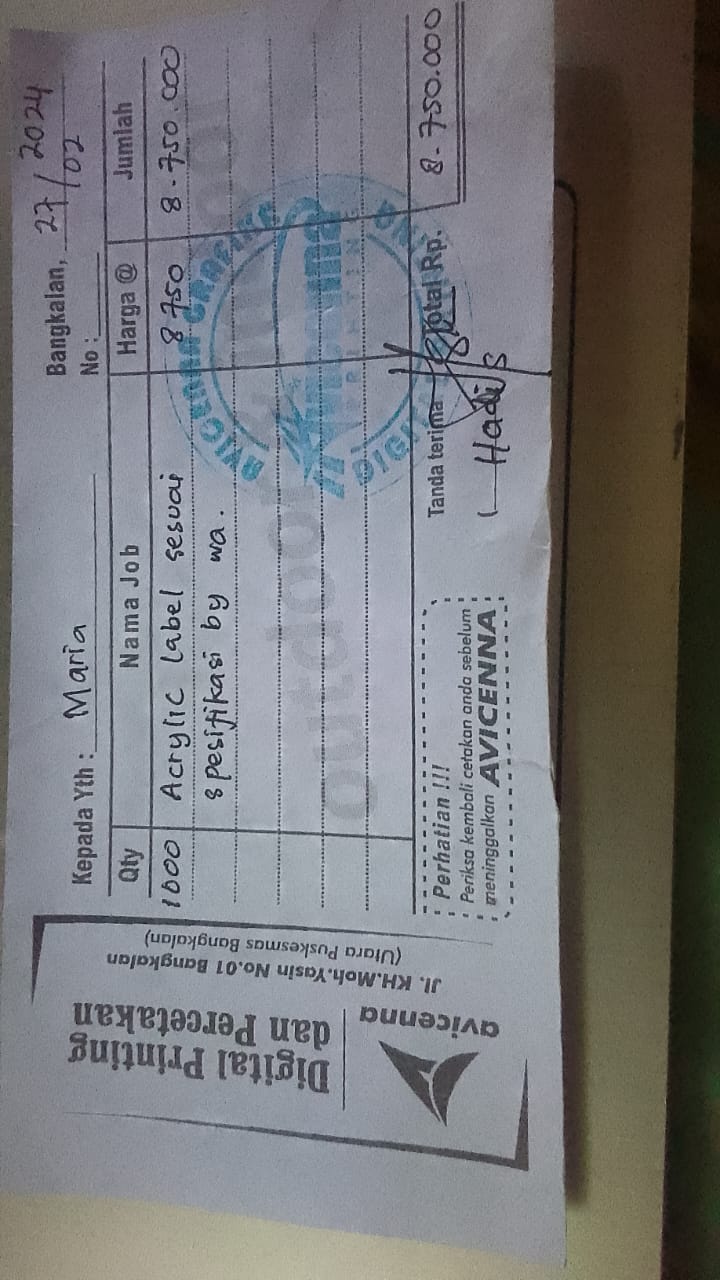 Digital Printing
dan Percetakan
avicenna
Jl. KH.Moh.Yasin No.01 Bangkalan
(Utara Puskesmas Bangkalan)
Bangkalan, 27/02 2024
Kepada Yth : Maria
No :
Qty Nama Job Harga @ Jumlah
1000 Acrylic Label sesuai 8750 8.750.000
spesifikasi by wa.
outdoor
AVICENNA GRAFIKA
DIGITAL
Total Rp. 8.750.000
Perhatian !!!
Periksa kembali cetakan anda sebelum
meninggalkan AVICENNA
Tanda terima
( Hadi S